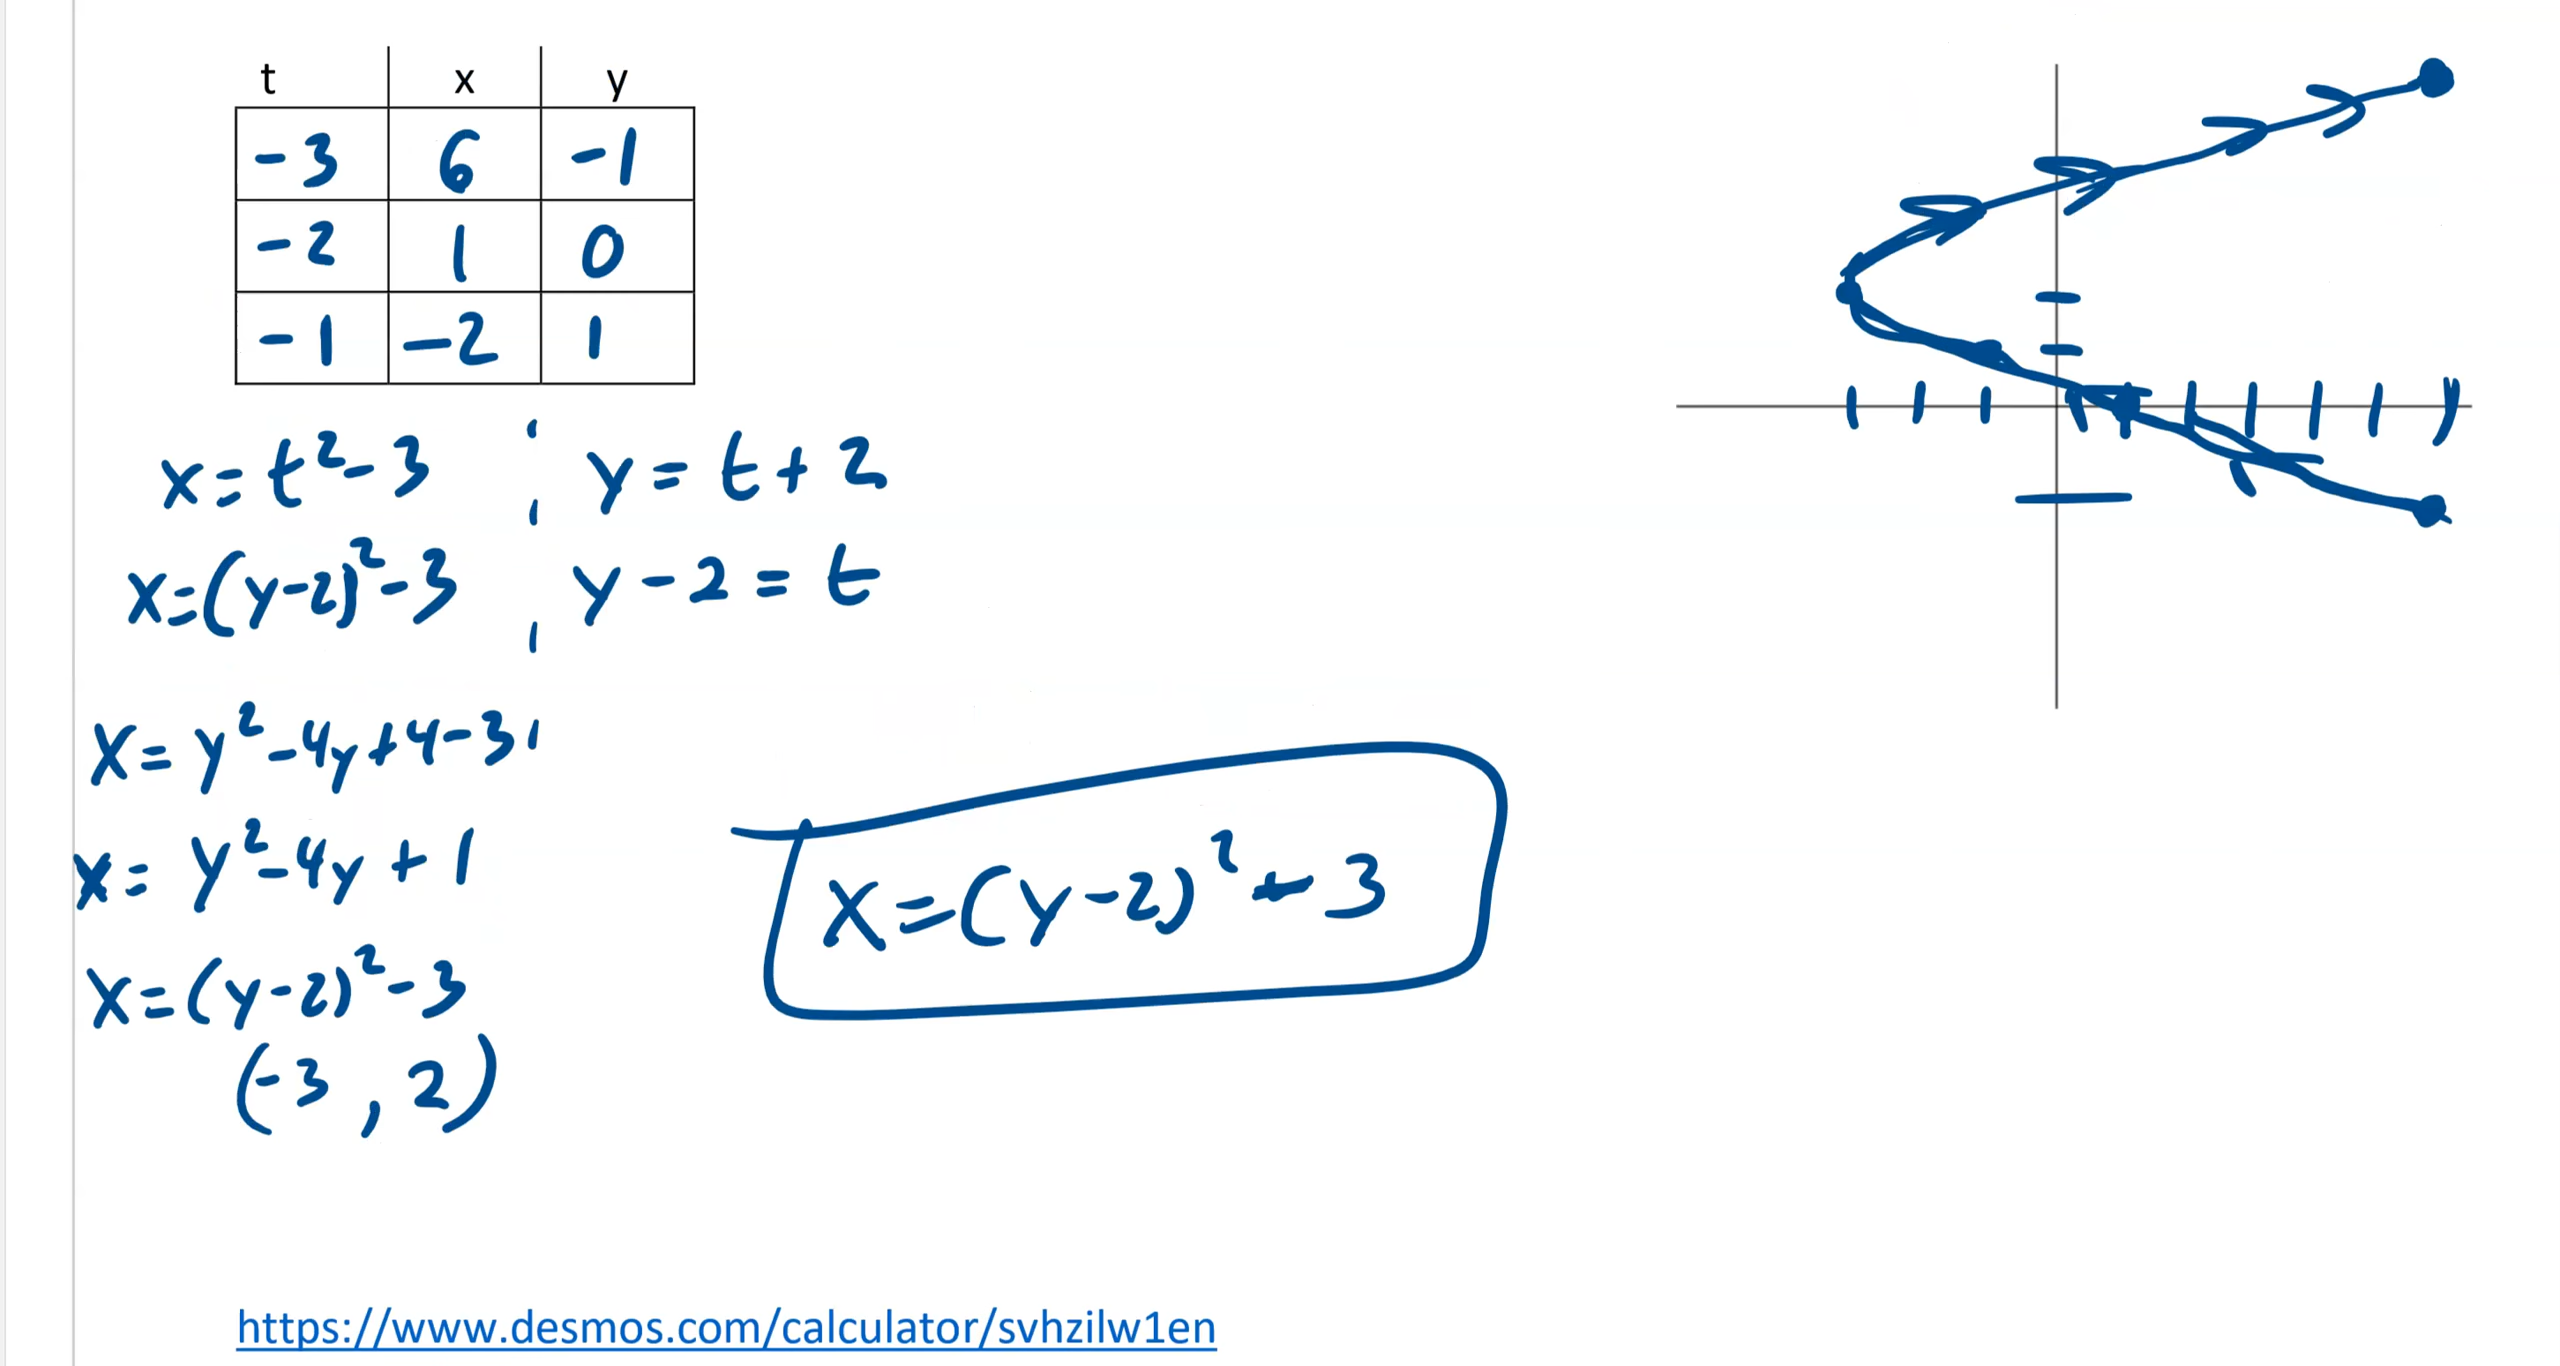 t x y
-3 6 -1
-2 1 0
-1 -2 1
x = t² - 3 y = t + 2
x = (y-2)² - 3 y - 2 = t
x = y² - 4y + 4 - 3
x = y² - 4y + 1
x = (y-2)² - 3
x = (y-2)² - 3
(-3, 2)
https://www.desmos.com/calculator/svhzilw1en